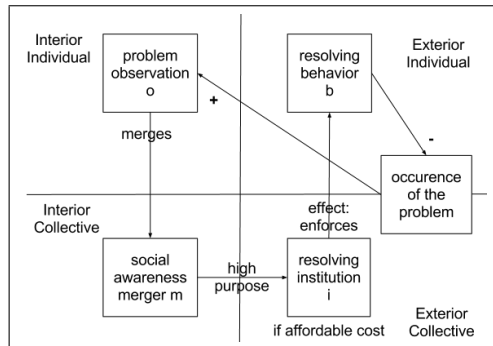 Interior
Individual
problem
observation
o
resolving
behavior
b
Exterior
Individual
+
-
merges
occurence
of the
problem
Interior
Collective
effect:
enforces
social
awareness
merger m
high
purpose
resolving
institution
i
if affordable cost
Exterior
Collective